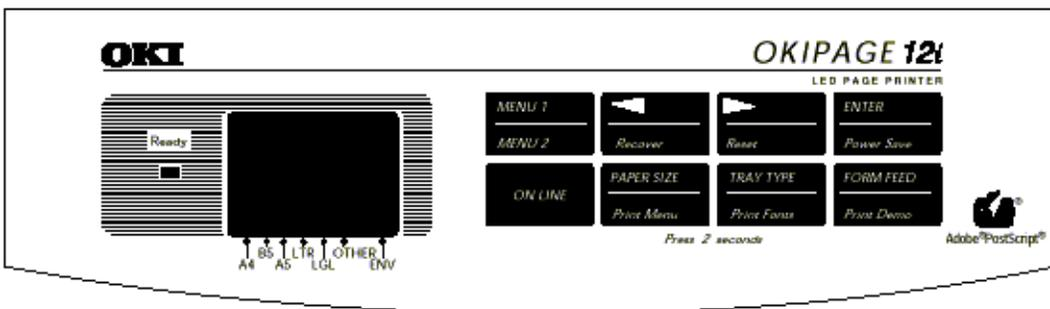 OKI
OKIPAGE 12i
LED PAGE PRINTER
Ready
MENU 1
MENU 2
Recover
Reset
ENTER
Power Save
ON LINE
PAPER SIZE
Print Menu
TRAY TYPE
Print Fonts
FORM FEED
Print Demo
Press 2 seconds
Adobe®PostScript®
A4 B5 A5 LTR LGL OTHER ENV